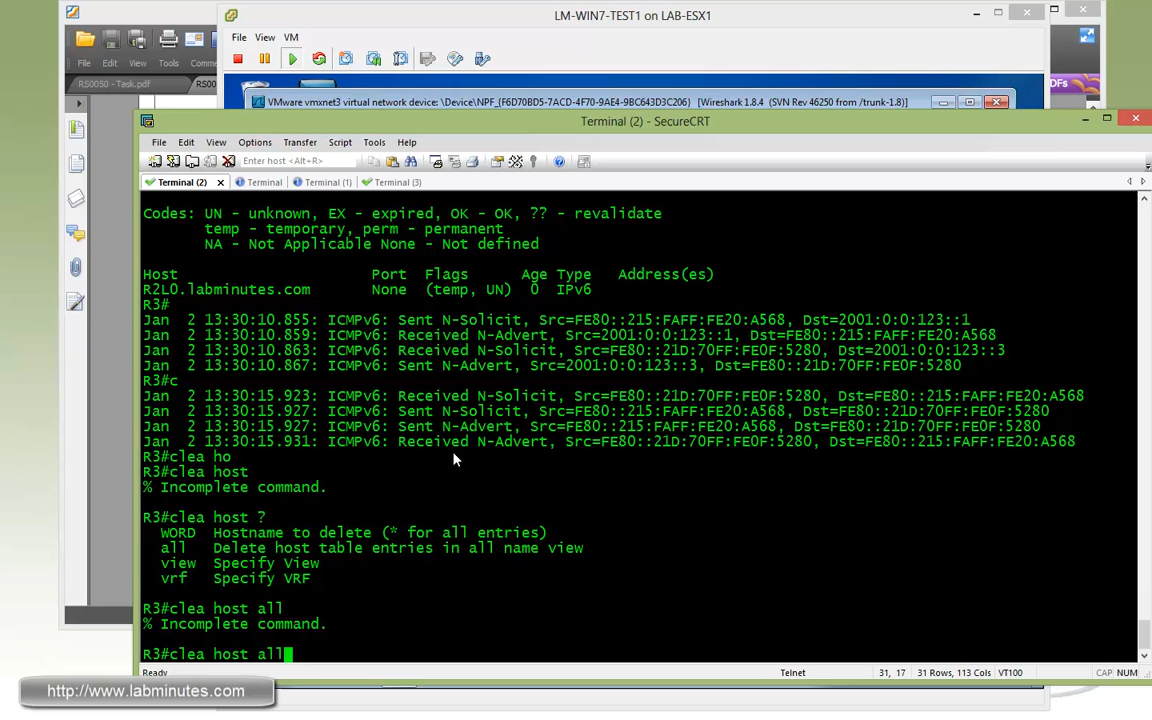 LM-WIN7-TEST1 on LAB-ESX1
File View VM
File Edit View Tools Comme
RS0050 - Task.pdf
RS00
DFs
VMware vmxnet3 virtual network device: \Device\NPF_{F6D70BD5-7ACD-4F70-9AE4-9BC643D3C206} [Wireshark 1.8.4 (SVN Rev 46250 from /trunk-1.8)]
Terminal (2) - SecureCRT
File Edit View Options Transfer Script Tools Help
Enter host <Alt+R>
Terminal (2) Terminal Terminal (1) Terminal (3)
Codes: UN - unknown, EX - expired, OK - OK, ?? - revalidate
temp - temporary, perm - permanent
NA - Not Applicable None - Not defined
Host Port Flags Age Type Address(es)
R2L0.labminutes.com None (temp, UN) 0 IPv6
R3#
Jan 2 13:30:10.855: ICMPv6: Sent N-Solicit, Src=FE80::215:FAFF:FE20:A568, Dst=2001:0:0:123::1
Jan 2 13:30:10.859: ICMPv6: Received N-Advert, Src=2001:0:0:123::1, Dst=FE80::215:FAFF:FE20:A568
Jan 2 13:30:10.863: ICMPv6: Received N-Solicit, Src=FE80::21D:70FF:FE0F:5280, Dst=2001:0:0:123::3
Jan 2 13:30:10.867: ICMPv6: Sent N-Advert, Src=2001:0:0:123::3, Dst=FE80::21D:70FF:FE0F:5280
R3#c
Jan 2 13:30:15.923: ICMPv6: Received N-Solicit, Src=FE80::21D:70FF:FE0F:5280, Dst=FE80::215:FAFF:FE20:A568
Jan 2 13:30:15.927: ICMPv6: Sent N-Solicit, Src=FE80::215:FAFF:FE20:A568, Dst=FE80::21D:70FF:FE0F:5280
Jan 2 13:30:15.927: ICMPv6: Sent N-Advert, Src=FE80::215:FAFF:FE20:A568, Dst=FE80::21D:70FF:FE0F:5280
Jan 2 13:30:15.931: ICMPv6: Received N-Advert, Src=FE80::21D:70FF:FE0F:5280, Dst=FE80::215:FAFF:FE20:A568
R3#clea ho
R3#clea host
% Incomplete command.
R3#clea host ?
WORD Hostname to delete (* for all entries)
all Delete host table entries in all name view
view Specify View
vrf Specify VRF
R3#clea host all
% Incomplete command.
R3#clea host all
Ready Telnet 31, 17 31 Rows, 113 Cols VT100 CAP NUM
http://www.labminutes.com